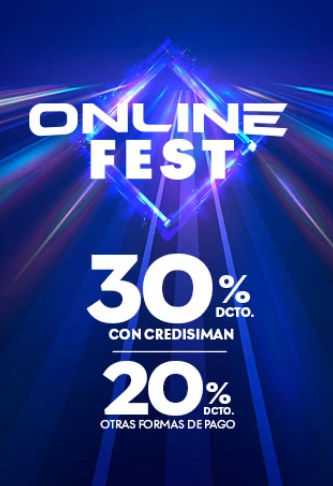 ONLINE
FEST
30%
DCTO.
CON CREDISIMAN
20%
DCTO.
OTRAS FORMAS DE PAGO